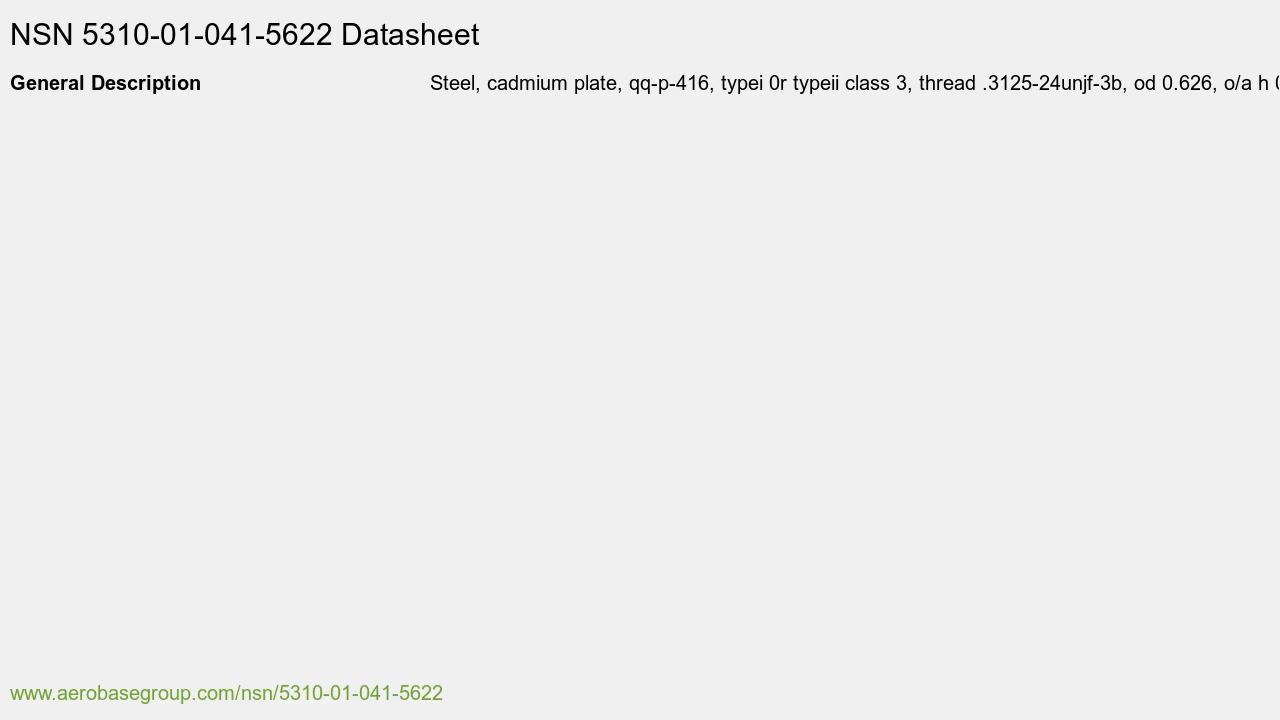 NSN 5310-01-041-5622 Datasheet
General Description Steel, cadmium plate, qq-p-416, typei 0r typeii class 3, thread .3125-24unjf-3b, od 0.626, o/a h
www.aerobasegroup.com/nsn/5310-01-041-5622